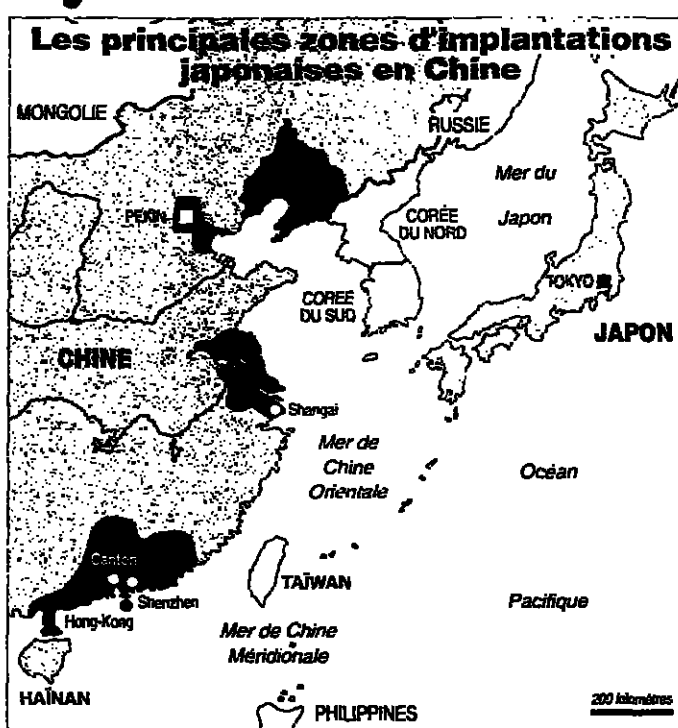 Les principales zones d'implantations
japonaises en Chine
MONGOLIE
RUSSIE
Mer du
Japon
PEKIN
CORÉE
DU NORD
TOKYO
CORÉE
DU SUD
JAPON
CHINE
Shangai
Mer de
Chine
Orientale
Océan
Canton
TAÏWAN
Shenzhen
Pacifique
Hong-Kong
Mer de Chine
Méridionale
HAÏNAN
200 kilomètres
PHILIPPINES